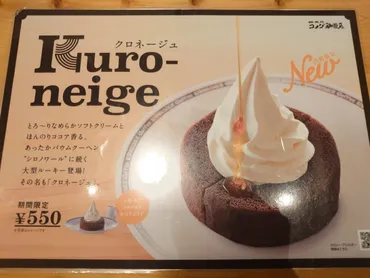 コメダ珈琲店
クロネージュ
Kuro-
neige
New
とろ〜りなめらかソフトクリームと
ほんのりココア香る、
あったかバウムクーヘン
"シロノワール"に続く
大型ルーキー登場!
その名も「クロネージュ」
期間限定
¥550